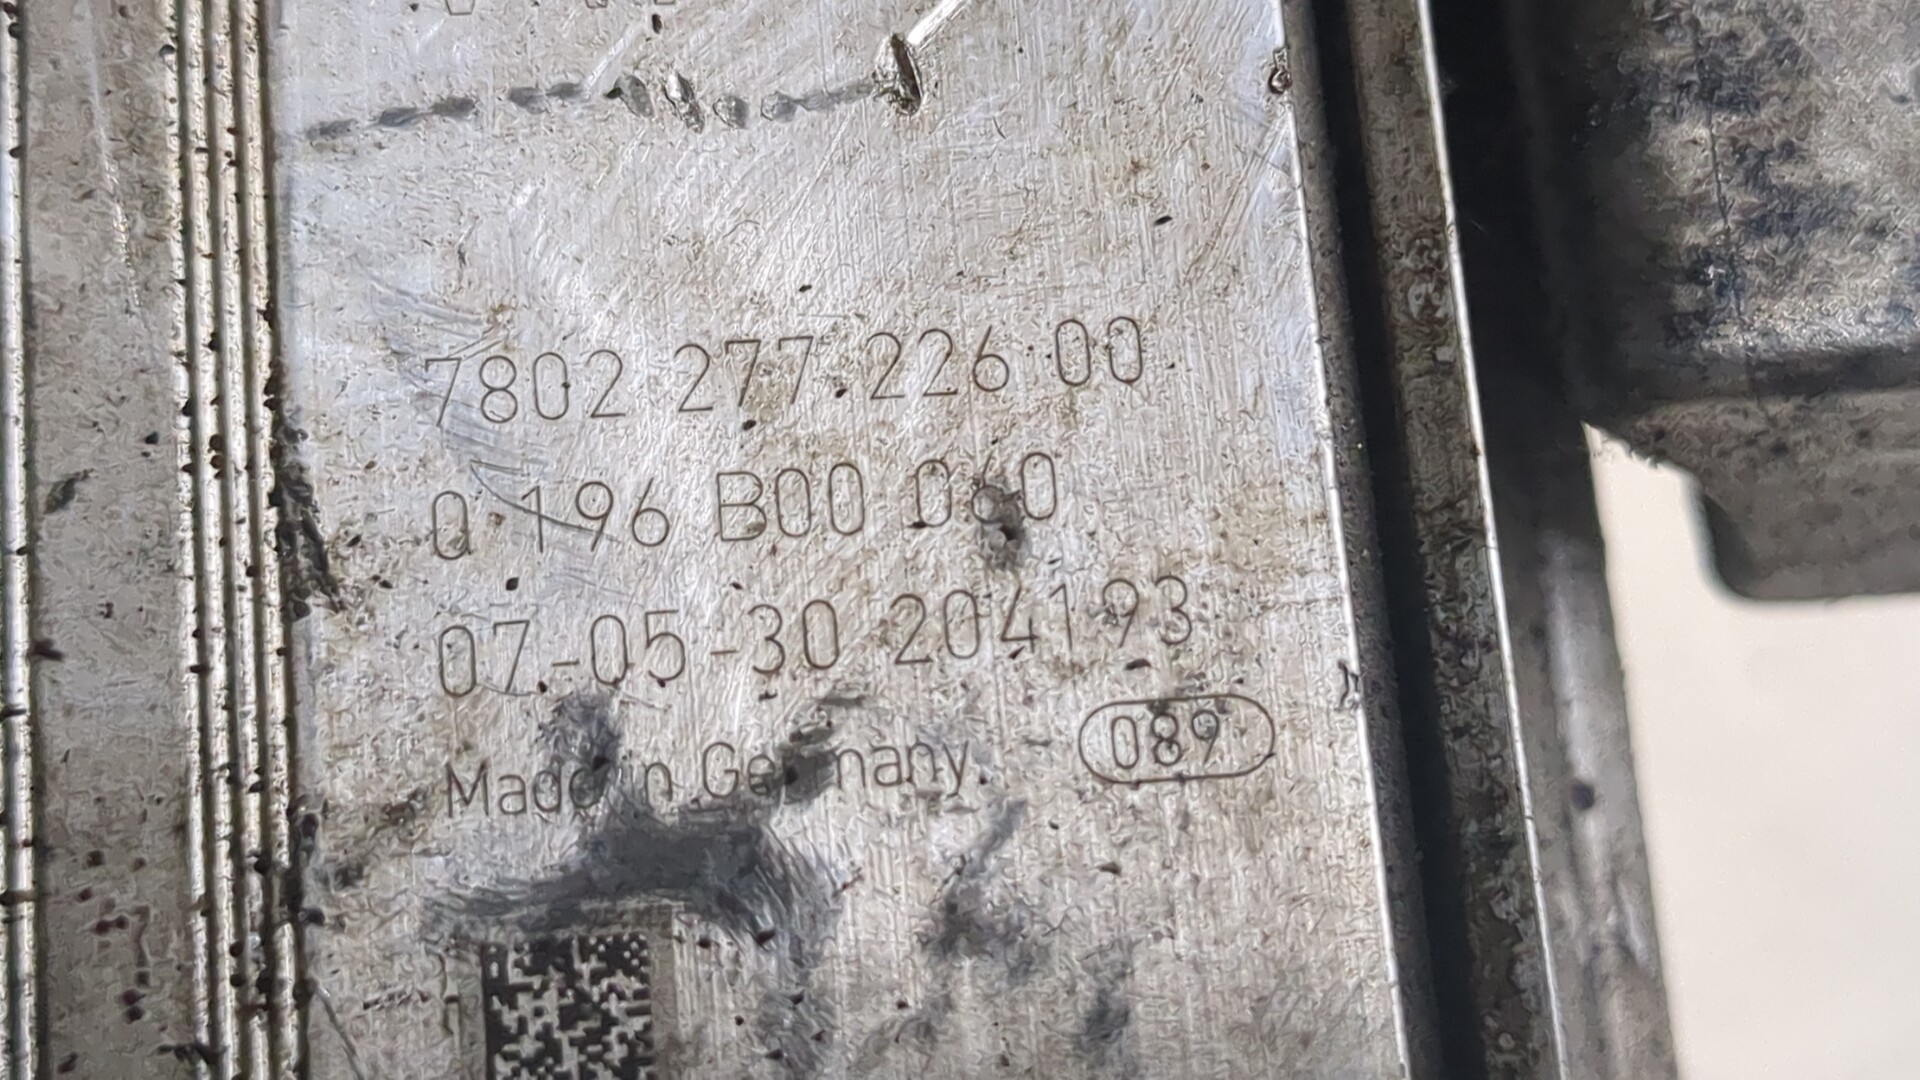 7802 277 226 00
0 196 B00 060
07-05-30 204193
Made in Germany 089